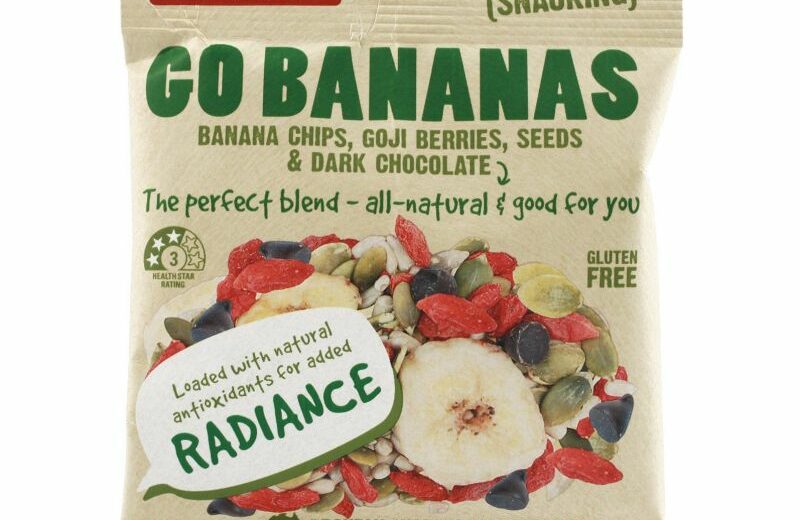 (SNACKING)
GO BANANAS
BANANA CHIPS, GOJI BERRIES, SEEDS
& DARK CHOCOLATE
The perfect blend - all-natural & good for you
3
HEALTH STAR
RATING
GLUTEN
FREE
Loaded with natural
antioxidants for added
RADIANCE